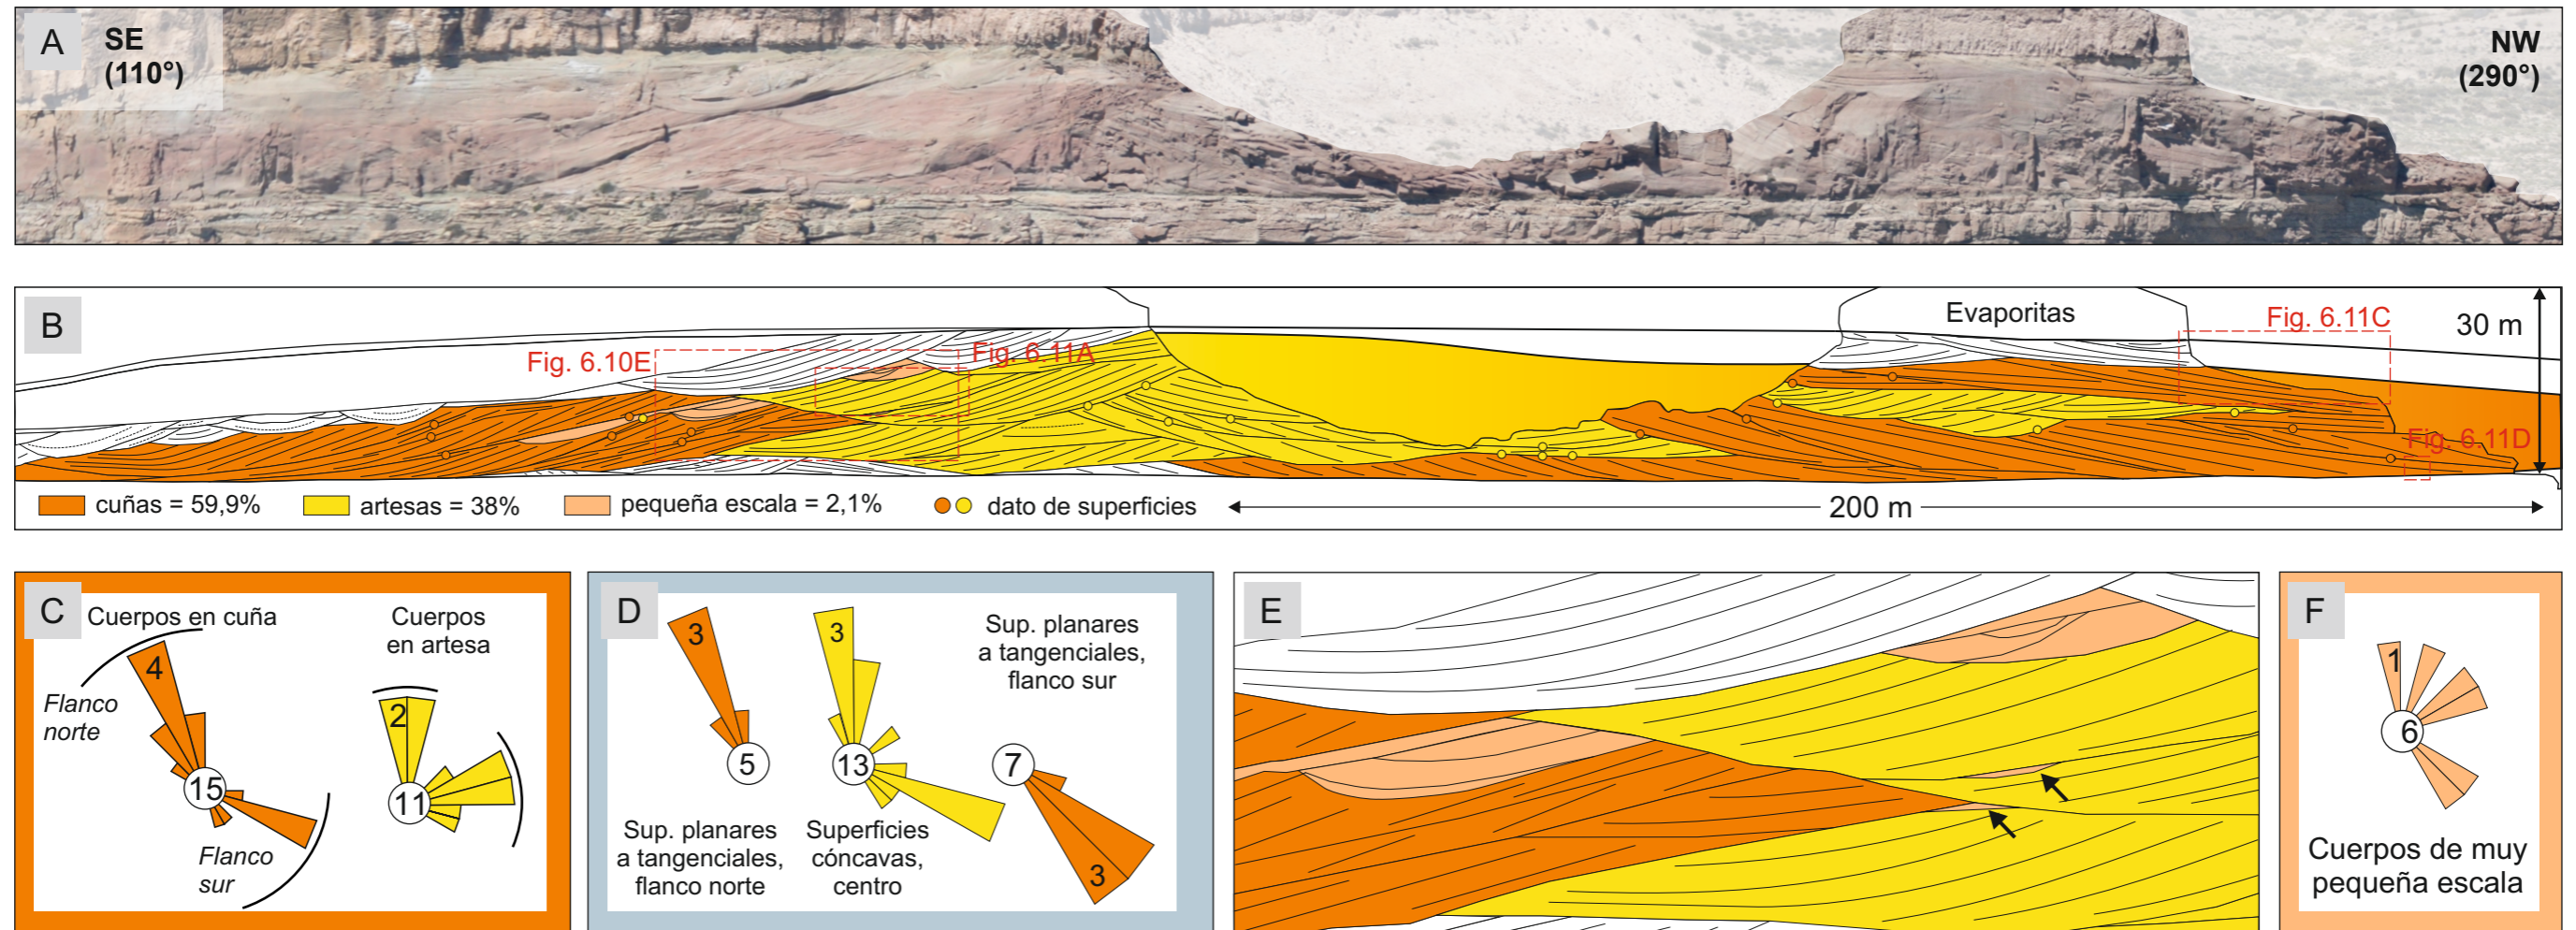 A
SE
(110°)
NW
(290°)
B
Evaporitas
Fig. 6.10E
Fig. 6.11A
Fig. 6.11C
Fig. 6.11D
30 m
cuñas = 59,9%
artesas = 38%
pequeña escala = 2,1%
dato de superficies
200 m
C
Cuerpos en cuña
4
Flanco
norte
15
Flanco
sur
Cuerpos
en artesa
2
11
D
3
5
Sup. planares
a tangenciales,
flanco norte
3
13
Superficies
cóncavas,
centro
Sup. planares
a tangenciales,
flanco sur
7
3
E
F
1
6
Cuerpos de muy
pequeña escala